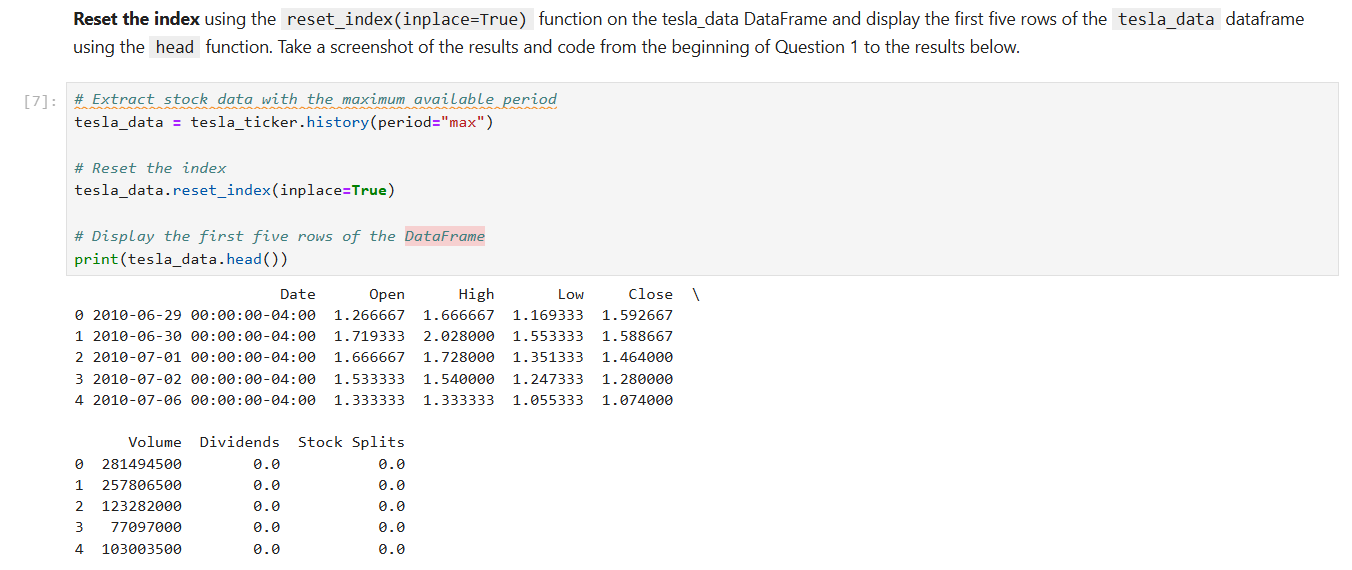 Reset the index using the reset_index(inplace=True) function on the tesla_data DataFrame and display the first five rows of the tesla_data dataframe
using the head function. Take a screenshot of the results and code from the beginning of Question 1 to the results below.
[7]: # Extract stock data with the maximum available period
tesla_data = tesla_ticker.history(period="max")
# Reset the index
tesla_data.reset_index(inplace=True)
# Display the first five rows of the DataFrame
print(tesla_data.head())
Date Open High Low Close \
0 2010-06-29 00:00:00-04:00 1.266667 1.666667 1.169333 1.592667
1 2010-06-30 00:00:00-04:00 1.719333 2.028000 1.553333 1.588667
2 2010-07-01 00:00:00-04:00 1.666667 1.728000 1.351333 1.464000
3 2010-07-02 00:00:00-04:00 1.533333 1.540000 1.247333 1.280000
4 2010-07-06 00:00:00-04:00 1.333333 1.333333 1.055333 1.074000
Volume Dividends Stock Splits
0 281494500 0.0 0.0
1 257806500 0.0 0.0
2 123282000 0.0 0.0
3 77097000 0.0 0.0
4 103003500 0.0 0.0